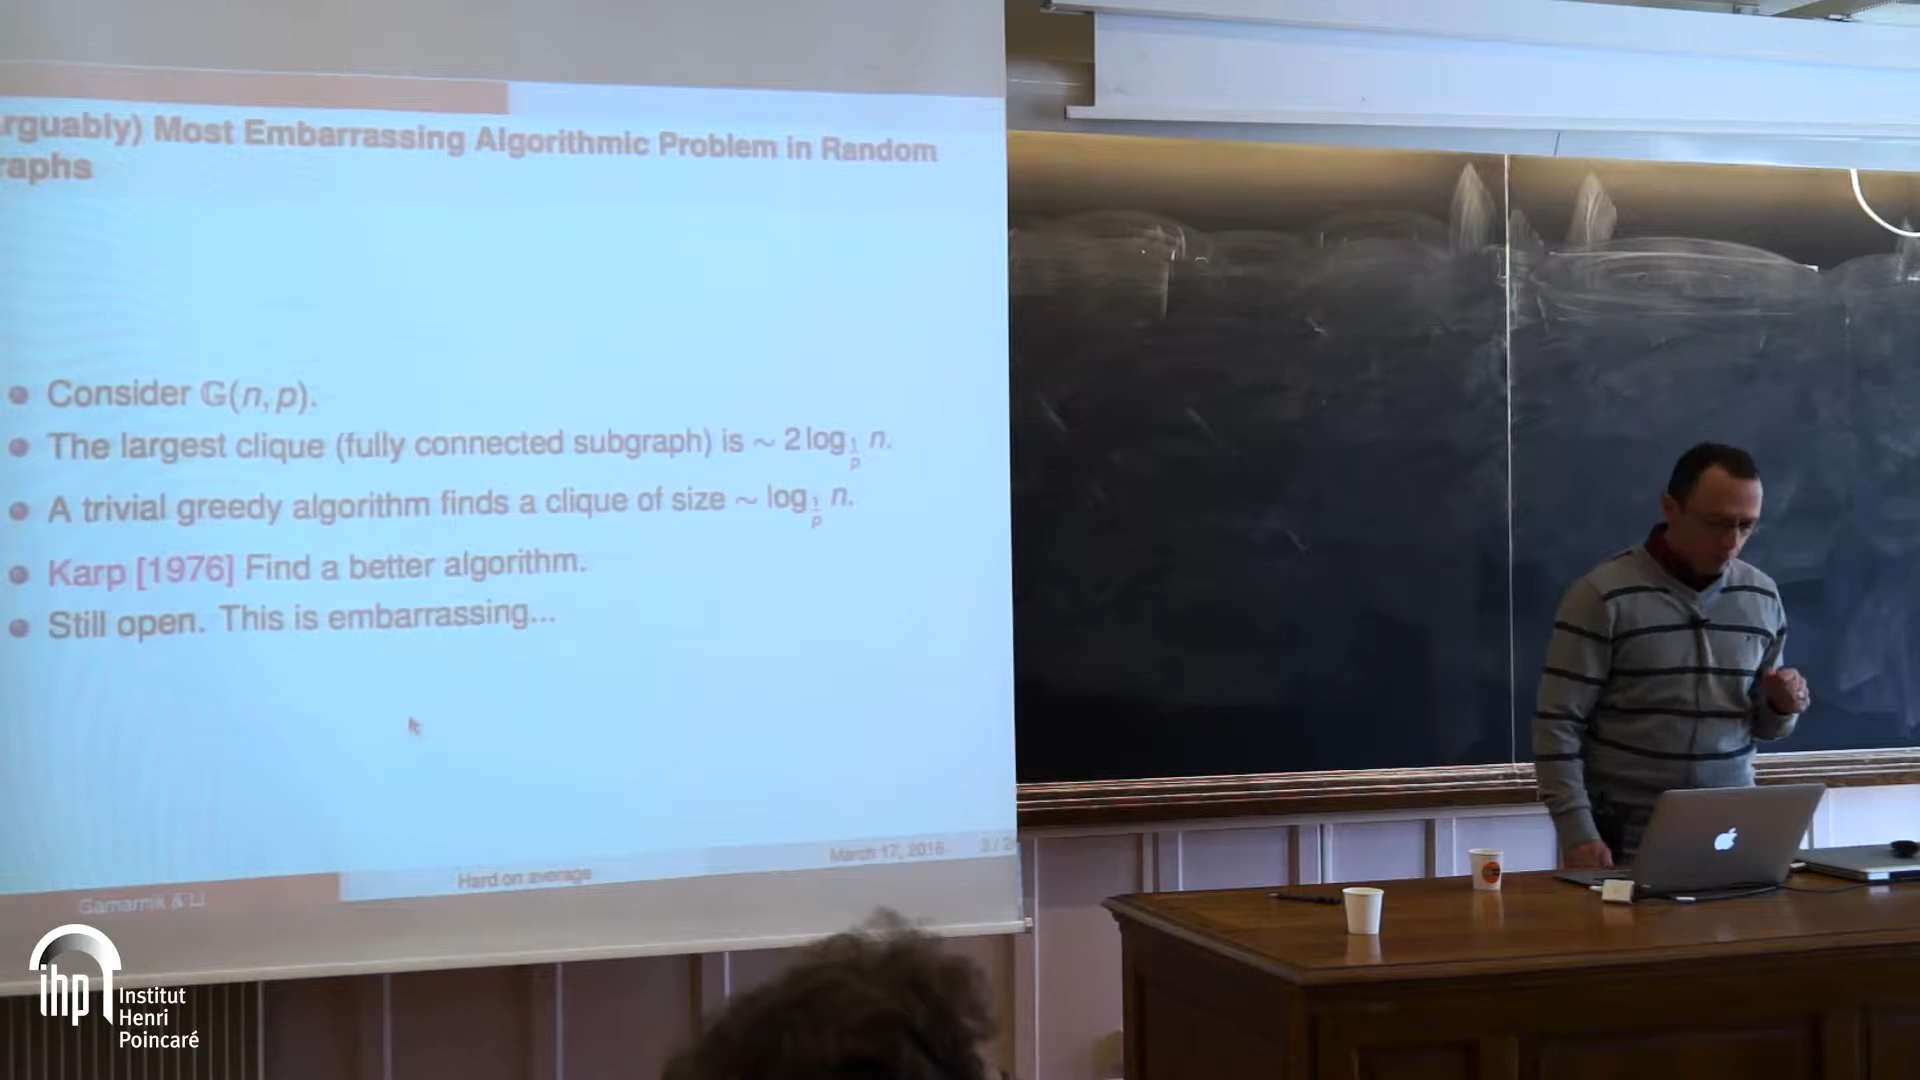 rguably) Most Embarrassing Algorithmic Problem in Random
raphs
Consider 𝔾(n, p).
The largest clique (fully connected subgraph) is ∼ 2 log_{1/p} n.
A trivial greedy algorithm finds a clique of size ∼ log_{1/p} n.
Karp [1976] Find a better algorithm.
Still open. This is embarrassing...
Gamarnik & Li
Hard on average
March 17, 2016
3 / 2
ihp
Institut
Henri
Poincaré